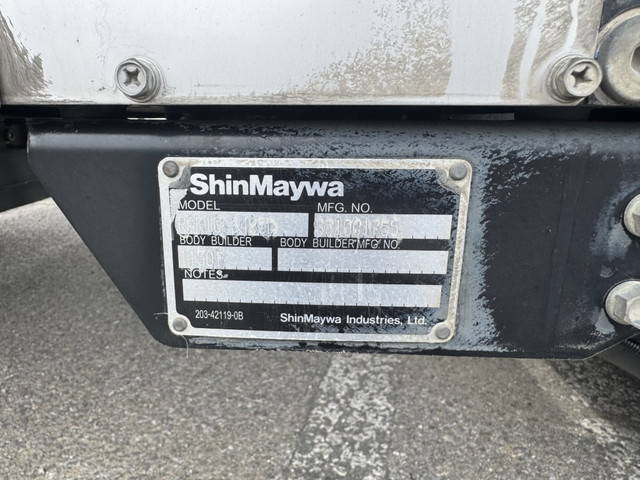 ShinMaywa
MODEL MFG. NO.
BODY BUILDER BODY BUILDER MFG. NO.
NOTES
203-42119-0B ShinMaywa Industries, Ltd.